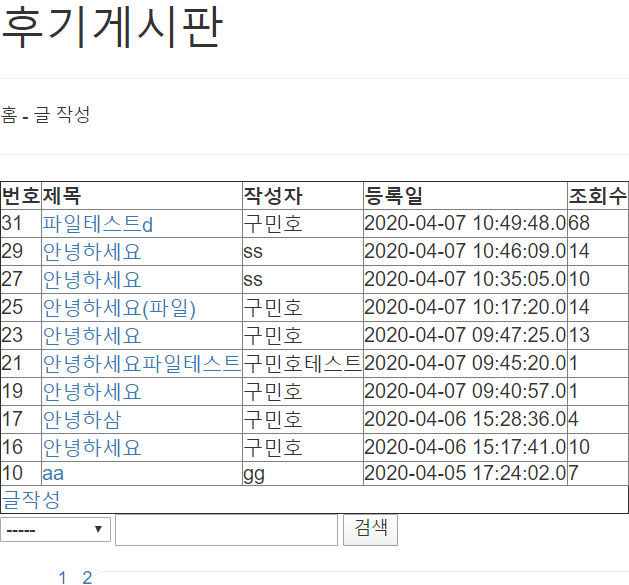 후기게시판
홈 - 글 작성
번호 제목 작성자 등록일 조회수
31 파일테스트d 구민호 2020-04-07 10:49:48.0 68
29 안녕하세요 ss 2020-04-07 10:46:09.0 14
27 안녕하세요 ss 2020-04-07 10:35:05.0 10
25 안녕하세요(파일) 구민호 2020-04-07 10:17:20.0 14
23 안녕하세요 구민호 2020-04-07 09:47:25.0 13
21 안녕하세요파일테스트 구민호테스트 2020-04-07 09:45:20.0 1
19 안녕하세요 구민호 2020-04-07 09:40:57.0 1
17 안녕하삼 구민호 2020-04-06 15:28:36.0 4
16 안녕하세요 구민호 2020-04-06 15:17:41.0 10
10 aa gg 2020-04-05 17:24:02.0 7
글작성
----- 검색
1 2